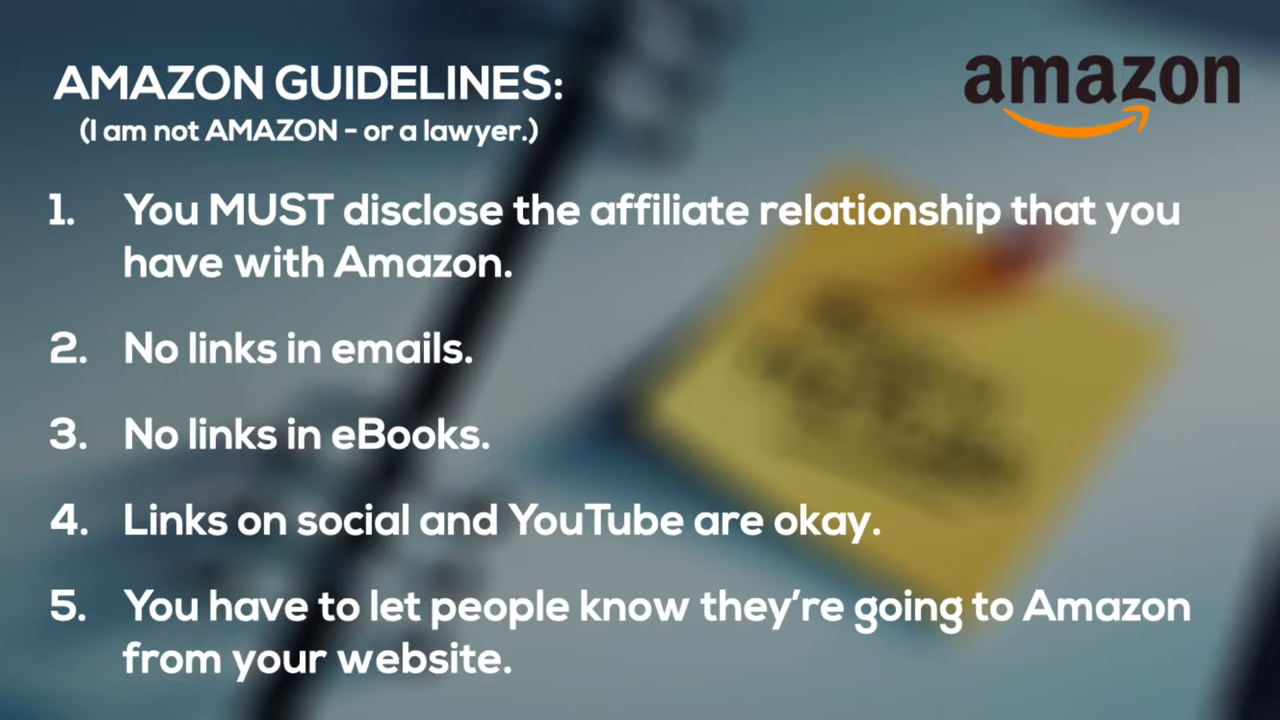 AMAZON GUIDELINES:
amazon
(I am not AMAZON - or a lawyer.)
1. You MUST disclose the affiliate relationship that you
have with Amazon.
2. No links in emails.
3. No links in eBooks.
4. Links on social and YouTube are okay.
5. You have to let people know they're going to Amazon
from your website.